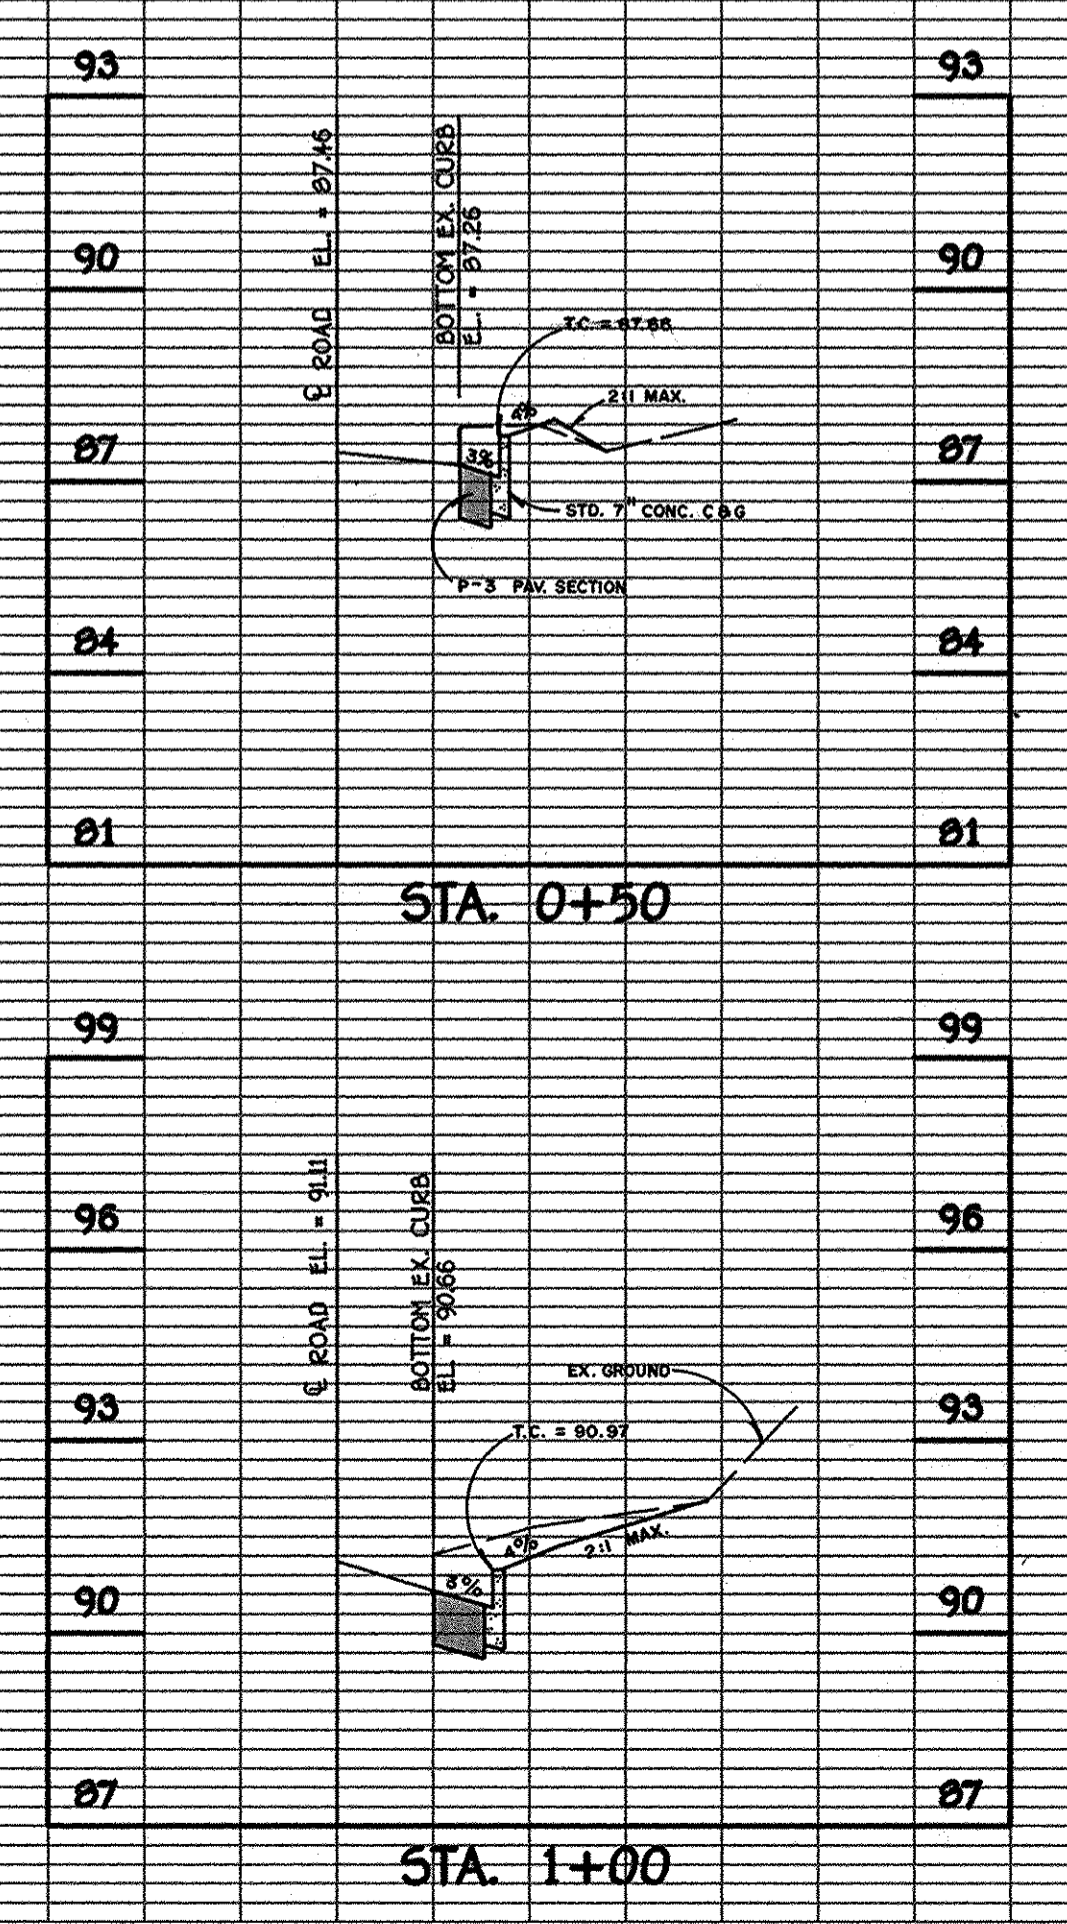 93 93
℄ ROAD EL. = 87.46
BOTTOM EX. CURB
EL. = 87.26
90 90
T.C. = 87.66
2:1 MAX.
4%
87 87
3%
STD. 7" CONC. C&G
P-3 PAV. SECTION
84 84
81 81
STA. 0+50
99 99
℄ ROAD EL. = 91.11
BOTTOM EX. CURB
EL. = 90.66
96 96
EX. GROUND
93 93
T.C. = 90.97
4%
2:1 MAX.
90 90
87 87
STA. 1+00